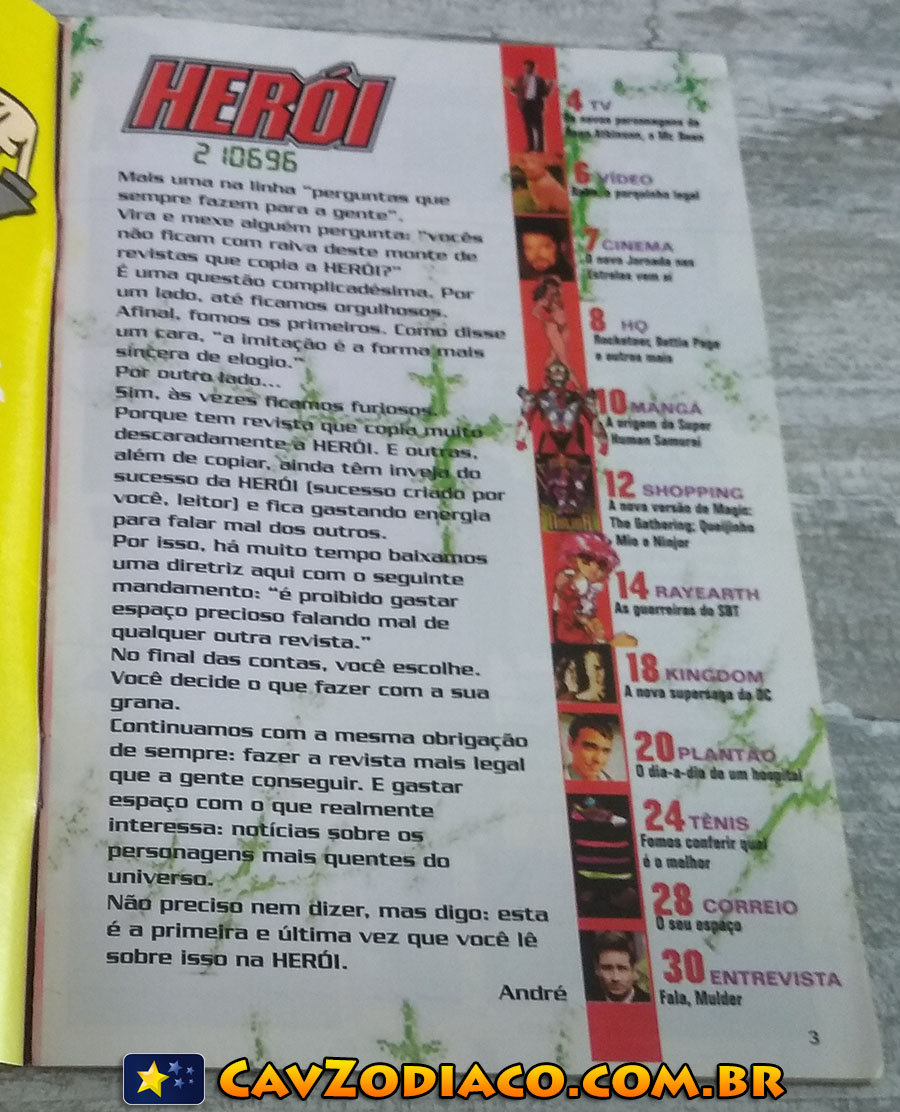 HERÓI
210696
Mais uma na linha "perguntas que
sempre fazem para a gente".
Vira e mexe alguém pergunta: "vocês
não ficam com raiva deste monte de
revistas que copia a HERÓI?"
É uma questão complicadésima. Por
um lado, até ficamos orgulhosos.
Afinal, fomos os primeiros. Como disse
um cara, "a imitação é a forma mais
sincera de elogio."
Por outro lado...
Sim, às vezes ficamos furiosos.
Porque tem revista que copia muito
descaradamente a HERÓI. E outras,
além de copiar, ainda têm inveja do
sucesso da HERÓI (sucesso criado por
você, leitor) e fica gastando energia
para falar mal dos outros.
Por isso, há muito tempo baixamos
uma diretriz aqui com o seguinte
mandamento: "é proibido gastar
espaço precioso falando mal de
qualquer outra revista."
No final das contas, você escolhe.
Você decide o que fazer com a sua
grana.
Continuamos com a mesma obrigação
de sempre: fazer a revista mais legal
que a gente conseguir. E gastar
espaço com o que realmente
interessa: notícias sobre os
personagens mais quentes do
universo.
Não preciso nem dizer, mas digo: esta
é a primeira e última vez que você lê
sobre isso na HERÓI.
André
4 TV
novos personagens de
Atkinson, o Mr Bean
6 VÍDEO
porquinho legal
7 CINEMA
O novo Jornada nas
Estrelas vem aí
8 HQ
Rocketeer, Bettie Page
e outros mais
10 MANGÁ
A origem do Super
Human Samurai
12 SHOPPING
A nova versão de Magic:
The Gathering; Queijinho
Mio e Ninjor
14 RAYEARTH
As guerreiras do SBT
18 KINGDOM
A nova supersaga da DC
20 PLANTÃO
O dia-a-dia de um hospital
24 TÊNIS
Fomos conferir qual
é o melhor
28 CORREIO
O seu espaço
30 ENTREVISTA
Fala, Mulder
3
CAVZODIACO.COM.BR